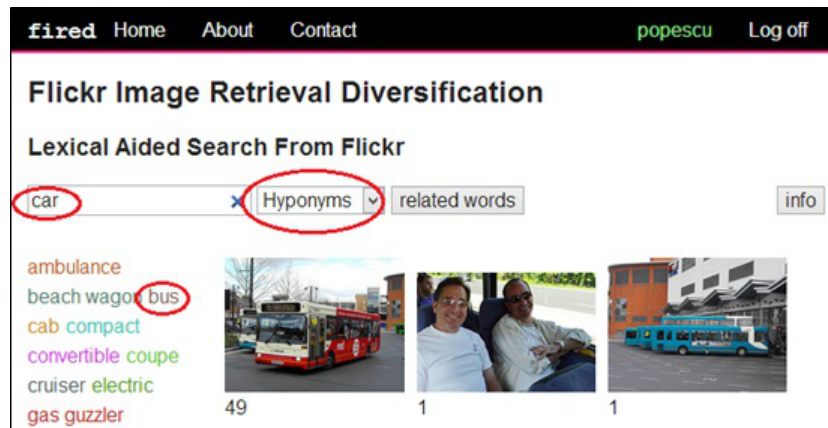 fired Home About Contact popescu Log off
Flickr Image Retrieval Diversification
Lexical Aided Search From Flickr
car × Hyponyms related words info
ambulance
beach wagon bus
cab compact
convertible coupe
cruiser electric
gas guzzler
49 1 1